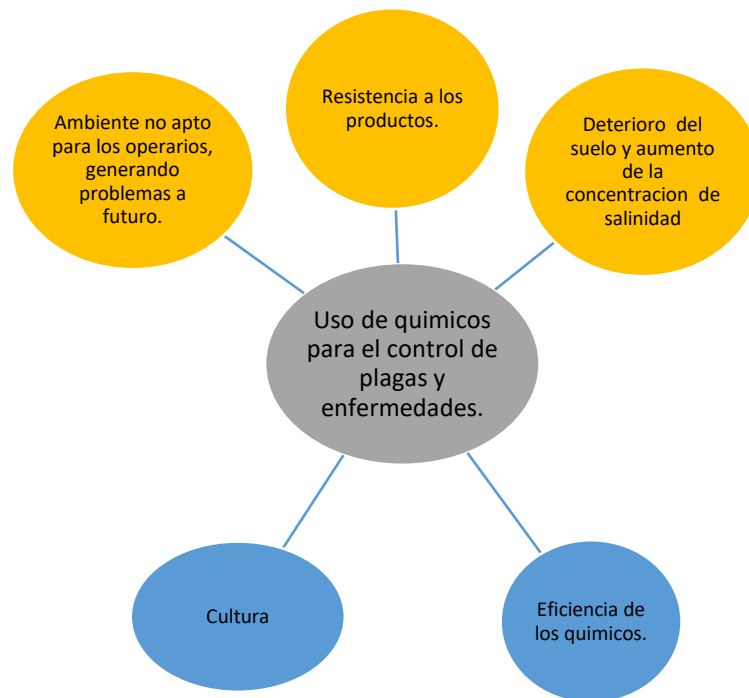 Ambiente no apto
para los operarios,
generando
problemas a
futuro.
Resistencia a los
productos.
Deterioro del
suelo y aumento
de la
concentracion de
salinidad
Uso de quimicos
para el control de
plagas y
enfermedades.
Cultura
Eficiencia de
los quimicos.